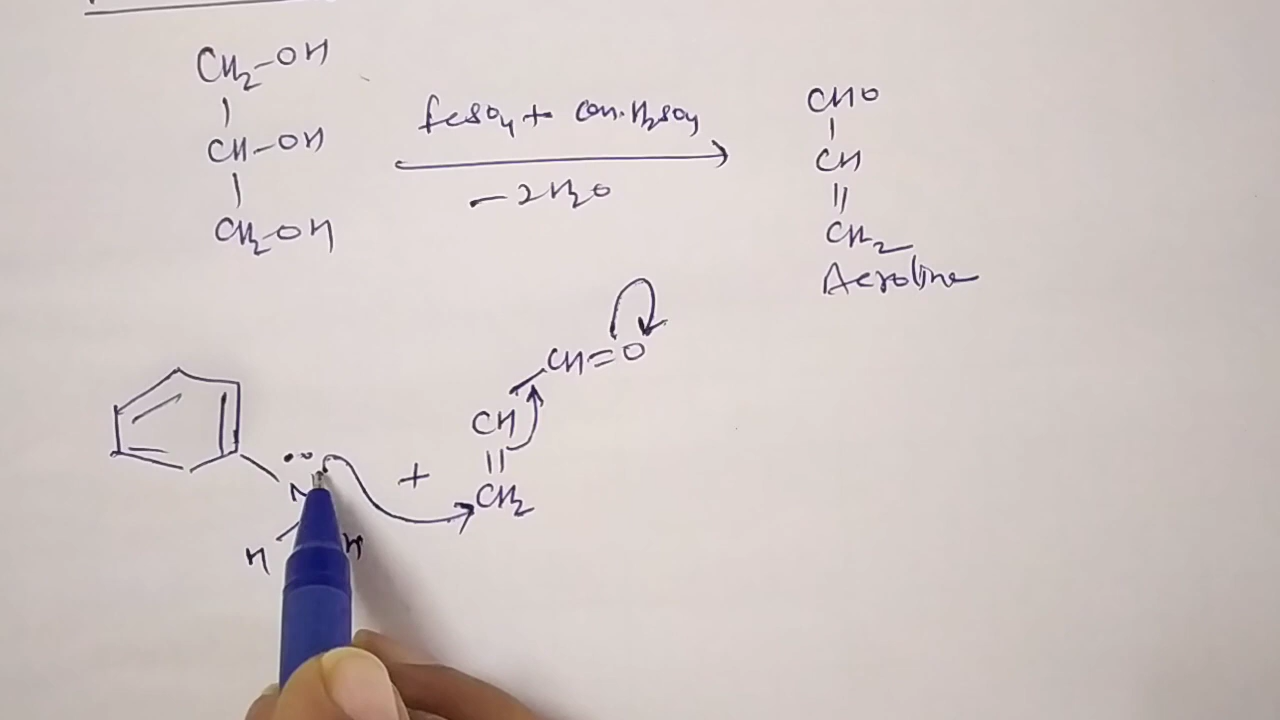 CH2-OH
CH-OH
CH2-OH
FeSO4 + Con. H2SO4
- 2H2O
CHO
CH
CH2
Acroline
CH=O
CH
CH2
+
N
H
H